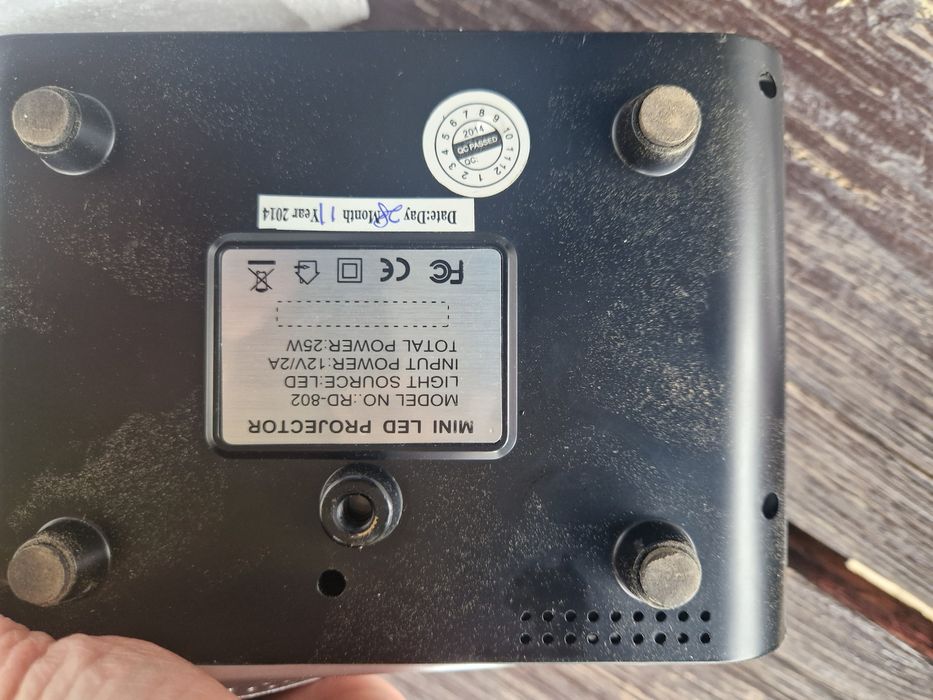 MINI LED PROJECTOR
MODEL NO.:RD-802
LIGHT SOURCE:LED
INPUT POWER:12V/2A
TOTAL POWER:25W
FC CE
Date:Day 28 Month 11 Year 2014
1 2 3 4 5 6 7 8 9 10 11 12
2014
QC PASSED
QC: